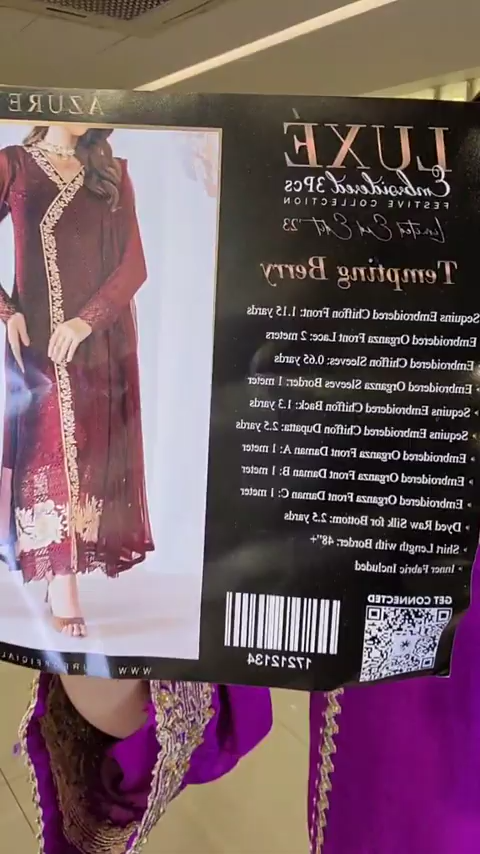 AZURE
LUXÉ
Embroidered 3Pcs
FESTIVE COLLECTION
Limited Eid Edit '23
Tempting Berry
Sequins Embroidered Chiffon Front: 1.15 yards
Embroidered Organza Front Lace: 2 meters
Embroidered Chiffon Sleeves: 0.65 yards
• Embroidered Organza Sleeves Border: 1 meter
• Sequins Embroidered Chiffon Back: 1.3 yards
• Sequins Embroidered Chiffon Dupatta: 2.5 yards
• Embroidered Organza Front Daman A: 1 meter
• Embroidered Organza Front Daman B: 1 meter
• Embroidered Organza Front Daman C: 1 meter
• Dyed Raw Silk for Bottom: 2.5 yards
• Shirt Length with Border: 48"+
• Inner Fabric Included
GET CONNECTED
17212134
WWW